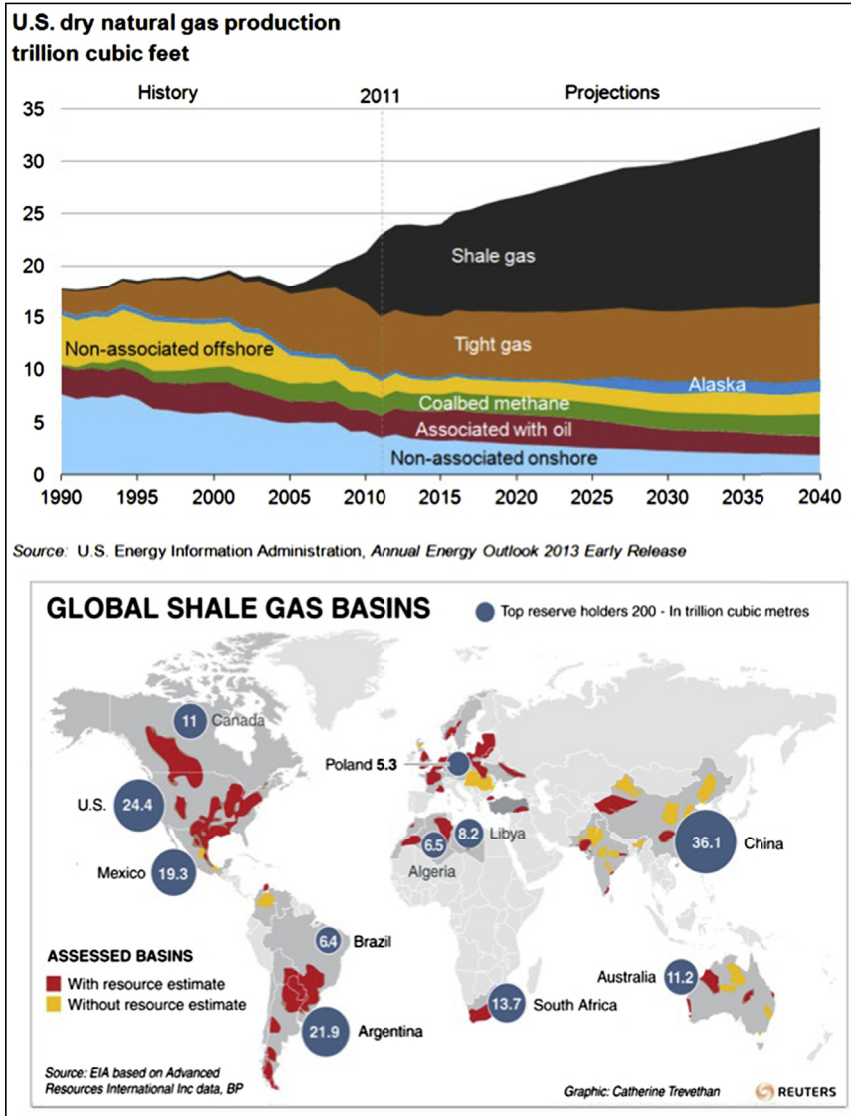 U.S. dry natural gas production
trillion cubic feet
History 2011 Projections
35
30
25
20
15
10
5
0
Shale gas
Tight gas
Non-associated offshore
Alaska
Coalbed methane
Associated with oil
Non-associated onshore
1990 1995 2000 2005 2010 2015 2020 2025 2030 2035 2040
Source: U.S. Energy Information Administration, Annual Energy Outlook 2013 Early Release
GLOBAL SHALE GAS BASINS
Top reserve holders 200 - In trillion cubic metres
11 Canada
Poland 5.3
U.S. 24.4
8.2 Libya
6.5
Algeria
36.1 China
Mexico 19.3
6.4 Brazil
ASSESSED BASINS
With resource estimate
Without resource estimate
Australia 11.2
13.7 South Africa
21.9 Argentina
Source: EIA based on Advanced
Resources International Inc data, BP
Graphic: Catherine Trevethan
REUTERS